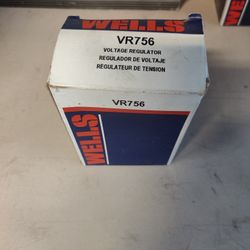 WELLS
VR756
VOLTAGE REGULATOR
REGULADOR DE VOLTAJE
REGULATEUR DE TENSION
VR756
WELLS